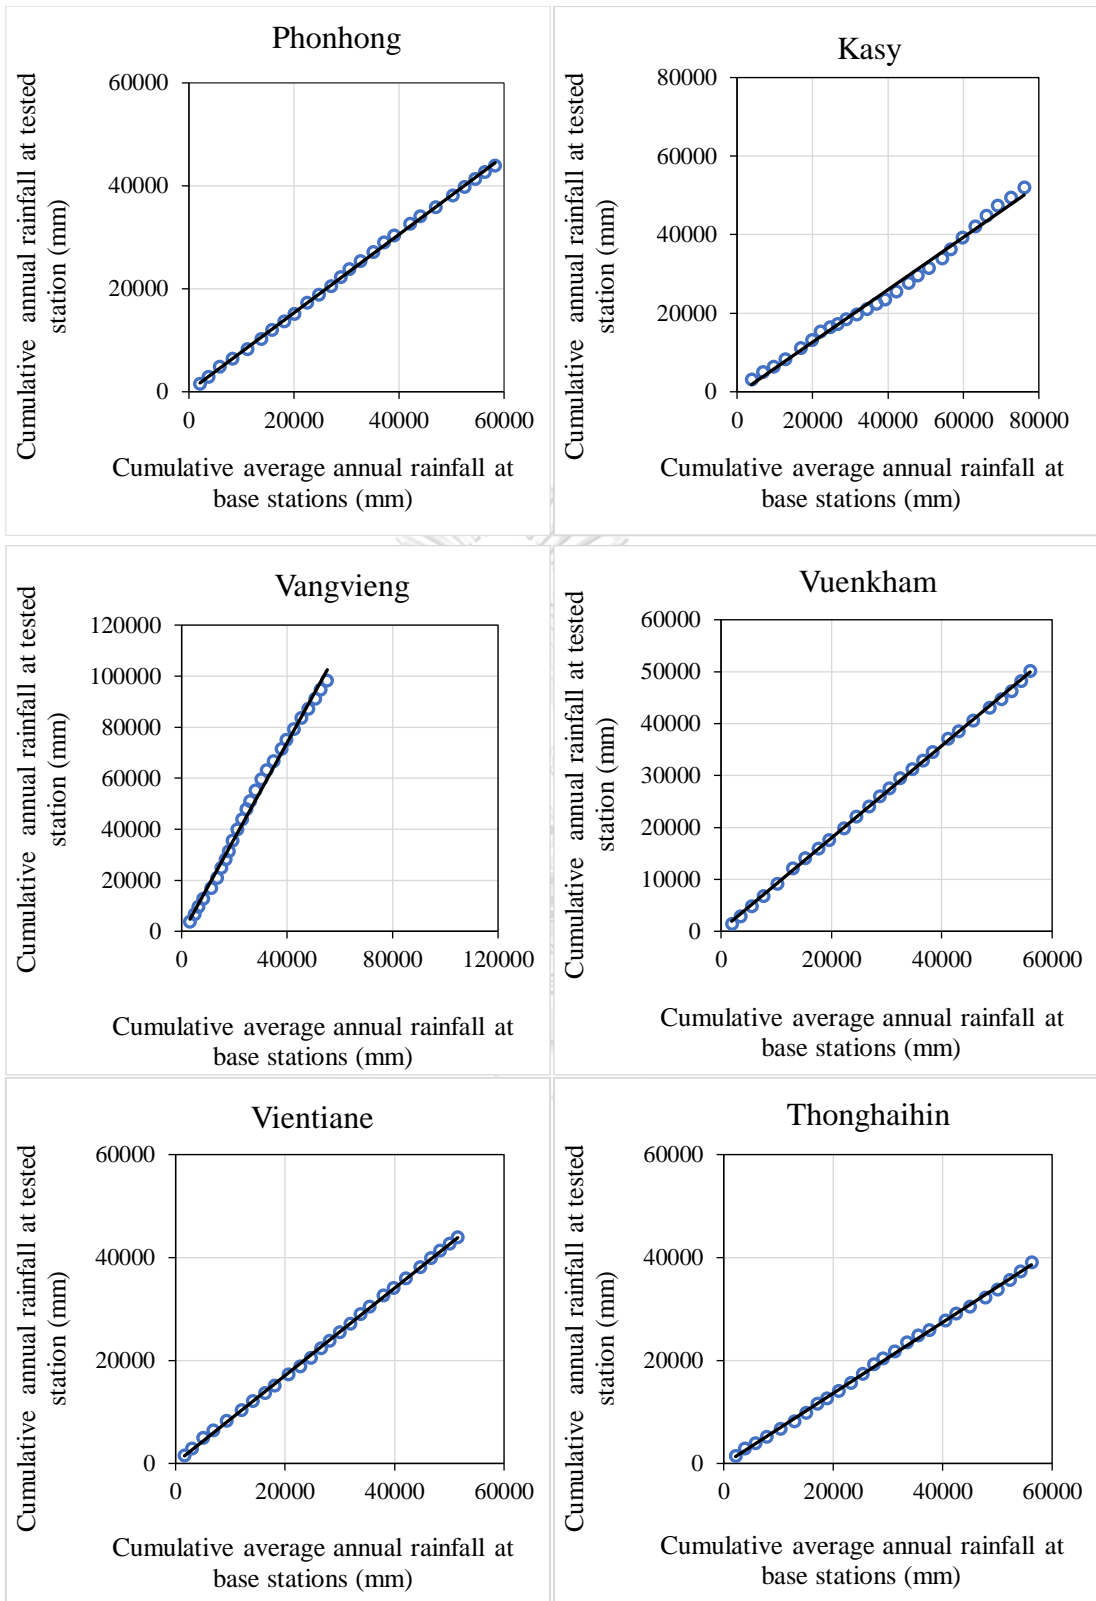 Phonhong
Cumulative annual rainfall at tested
station (mm)
60000
40000
20000
0
0 20000 40000 60000
Cumulative average annual rainfall at
base stations (mm)
Kasy
Cumulative annual rainfall at tested
station (mm)
80000
60000
40000
20000
0
0 20000 40000 60000 80000
Cumulative average annual rainfall at
base stations (mm)
Vangvieng
Cumulative annual rainfall at tested
station (mm)
120000
100000
80000
60000
40000
20000
0
0 40000 80000 120000
Cumulative average annual rainfall at
base stations (mm)
Vuenkham
Cumulative annual rainfall at tested
station (mm)
60000
50000
40000
30000
20000
10000
0
0 20000 40000 60000
Cumulative average annual rainfall at
base stations (mm)
Vientiane
Cumulative annual rainfall at tested
station (mm)
60000
40000
20000
0
0 20000 40000 60000
Cumulative average annual rainfall at
base stations (mm)
Thonghaihin
Cumulative annual rainfall at tested
station (mm)
60000
40000
20000
0
0 20000 40000 60000
Cumulative average annual rainfall at
base stations (mm)